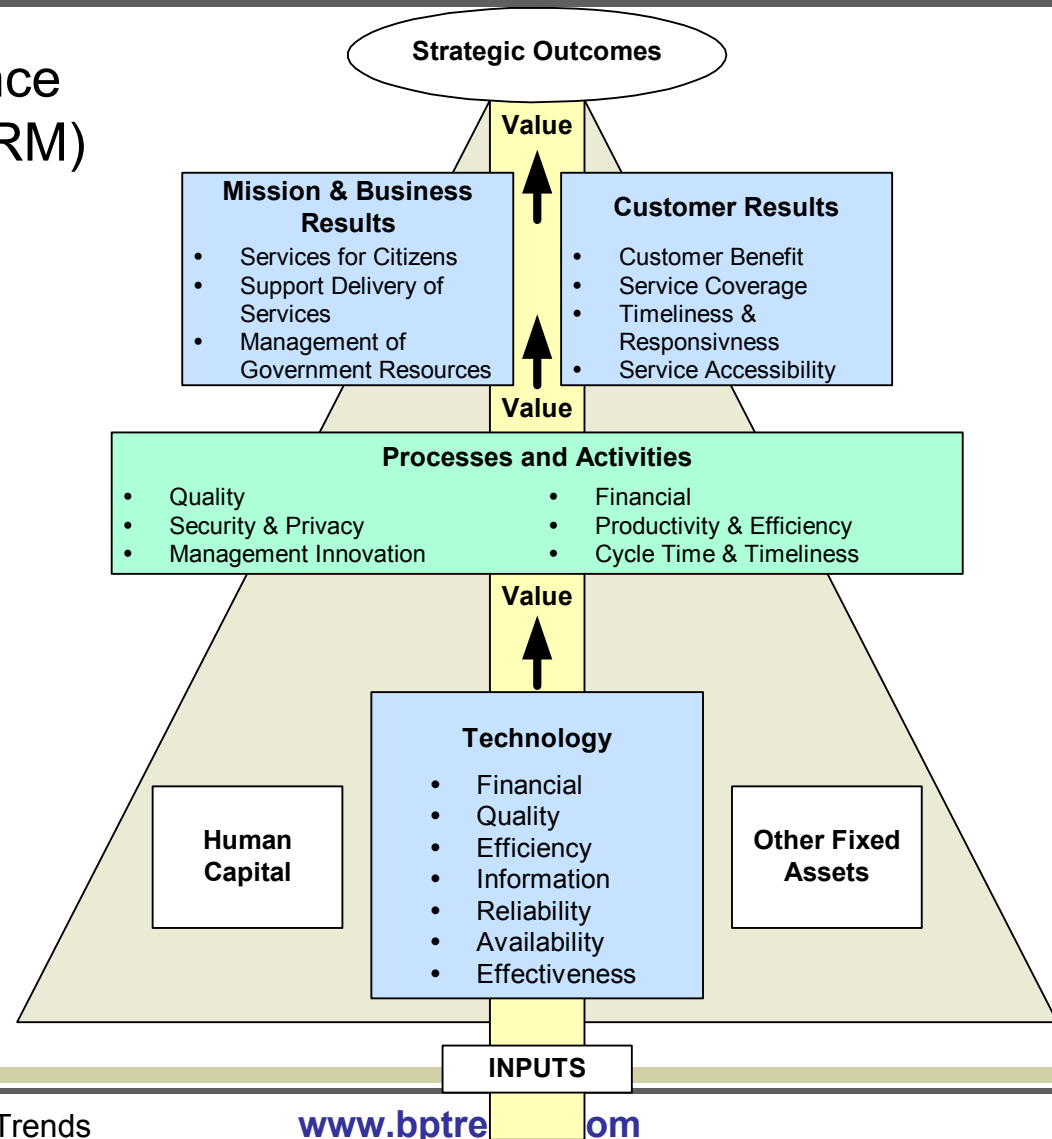 nce
RM)
Strategic Outcomes
Value
Mission & Business
Results
• Services for Citizens
• Support Delivery of
Services
• Management of
Government Resources
Customer Results
• Customer Benefit
• Service Coverage
• Timeliness &
Responsivness
• Service Accessibility
Value
Processes and Activities
• Quality
• Security & Privacy
• Management Innovation
• Financial
• Productivity & Efficiency
• Cycle Time & Timeliness
Value
Technology
• Financial
• Quality
• Efficiency
• Information
• Reliability
• Availability
• Effectiveness
Human
Capital
Other Fixed
Assets
INPUTS
Trends
www.bptre om